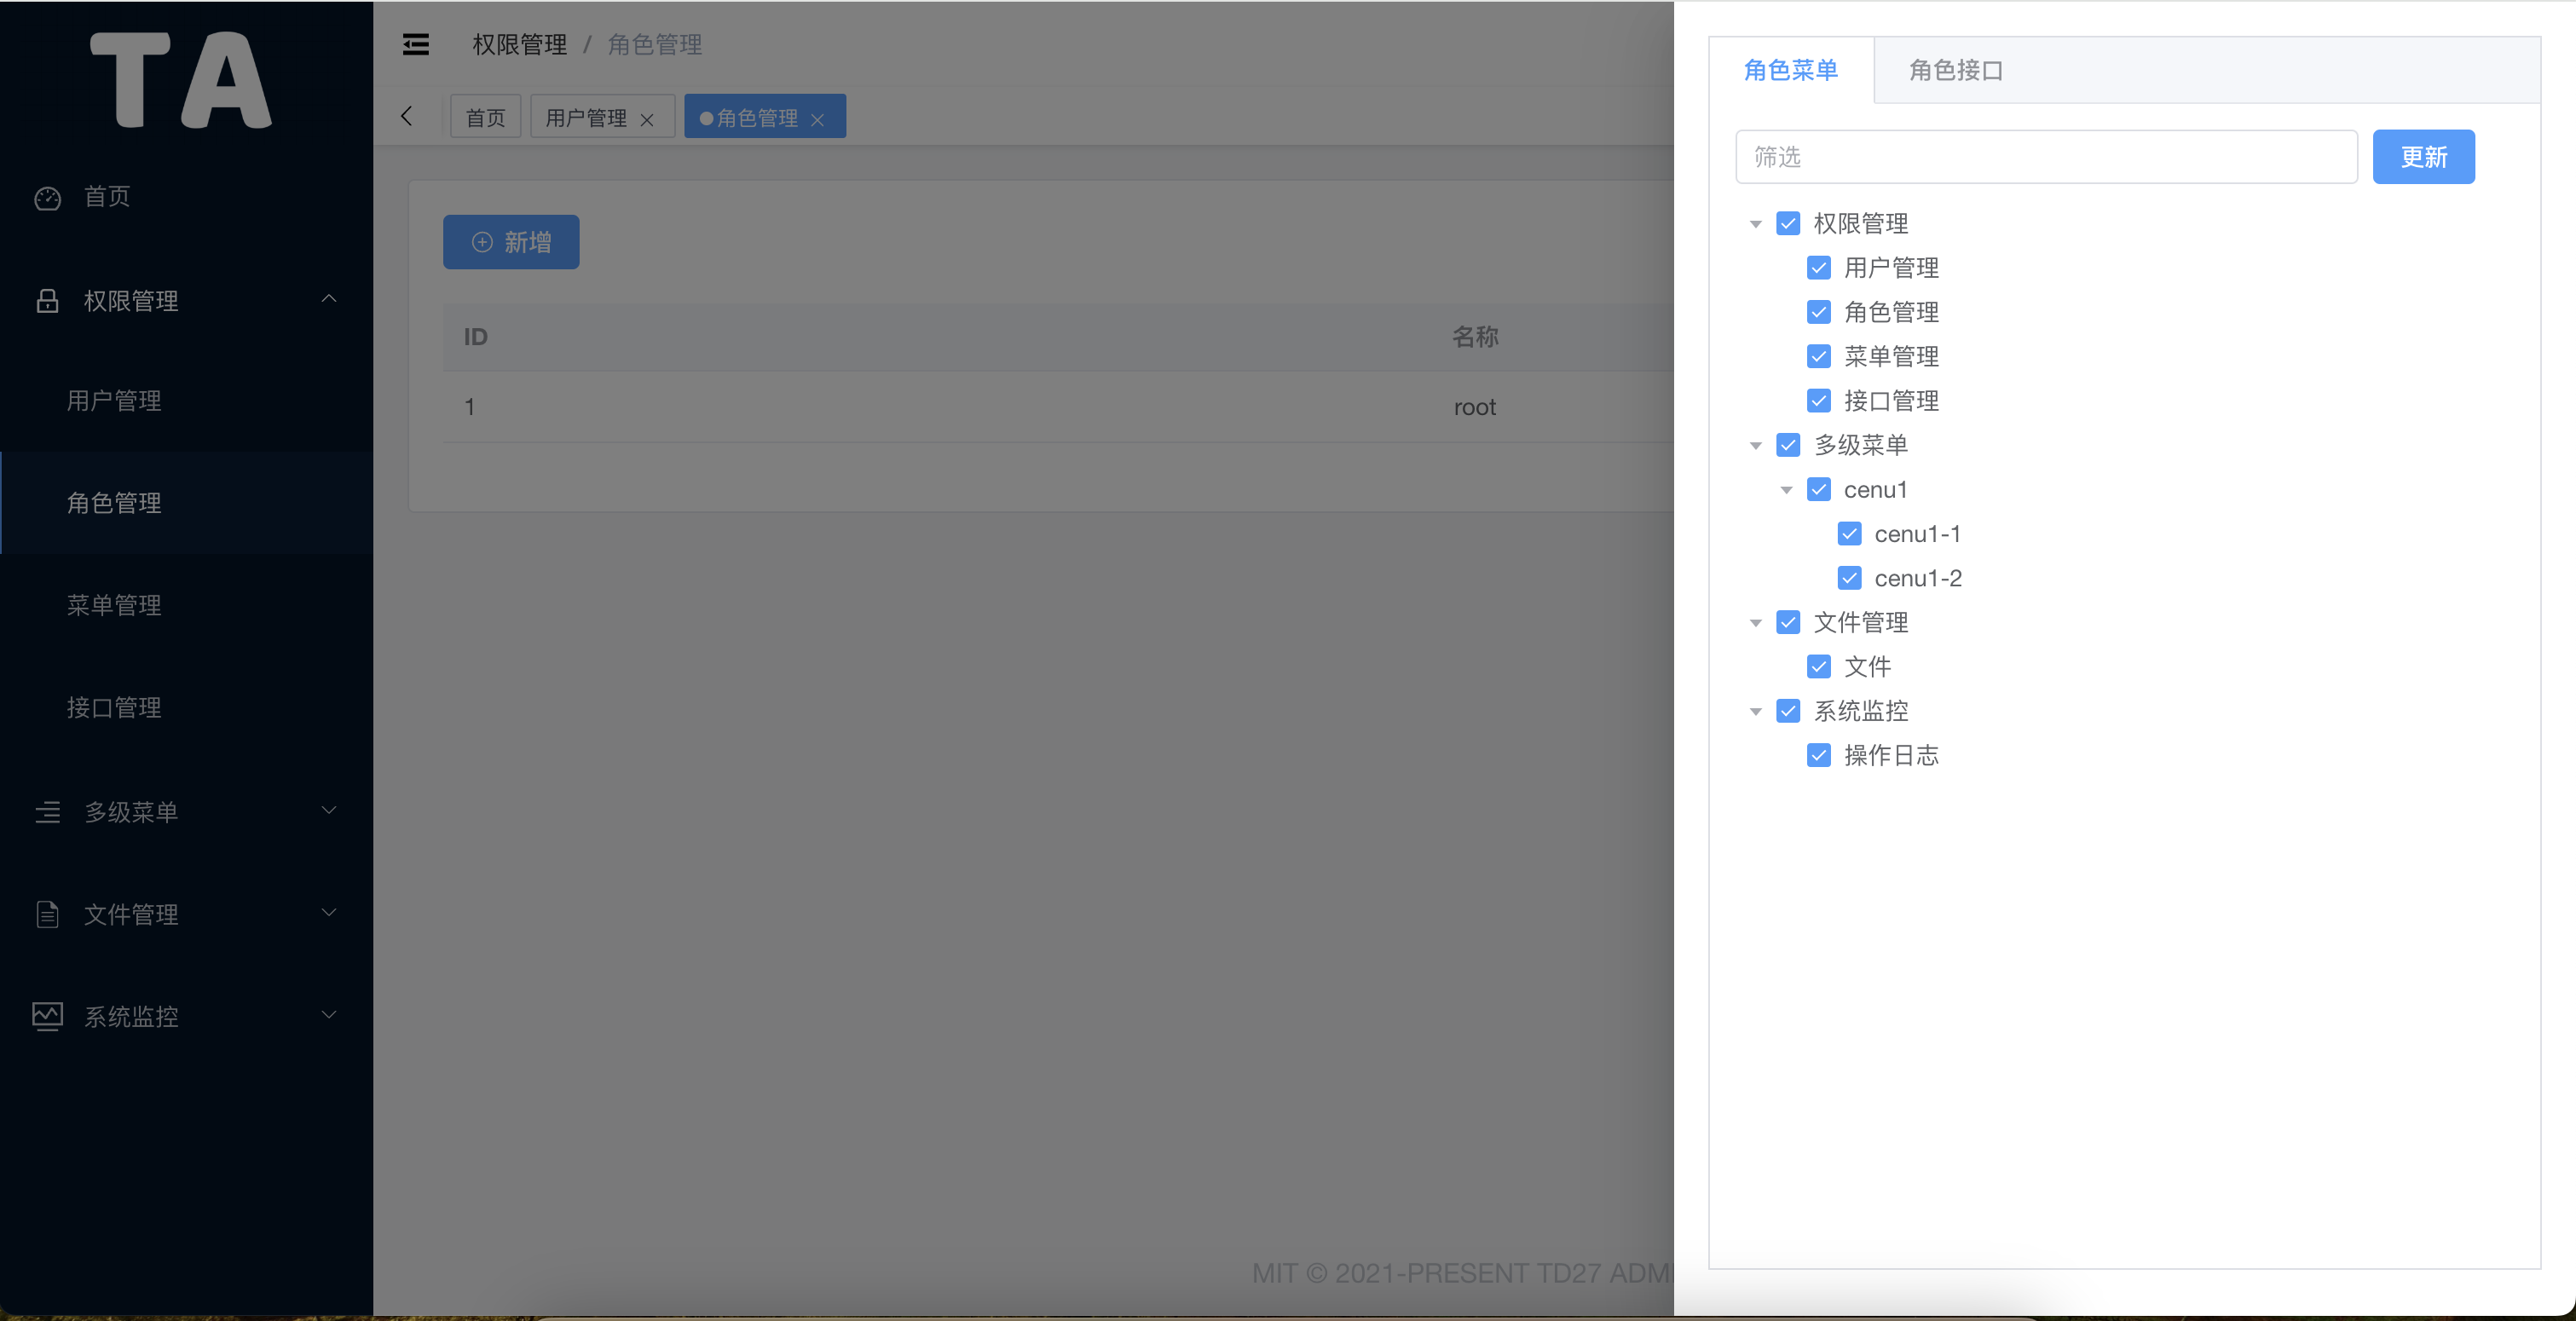 TA
首页
权限管理
用户管理
角色管理
菜单管理
接口管理
多级菜单
文件管理
系统监控
权限管理 / 角色管理
首页 用户管理 角色管理
新增
ID 名称
1 root
MIT © 2021-PRESENT TD27 ADM
角色菜单 角色接口
筛选 更新
权限管理
用户管理
角色管理
菜单管理
接口管理
多级菜单
cenu1
cenu1-1
cenu1-2
文件管理
文件
系统监控
操作日志